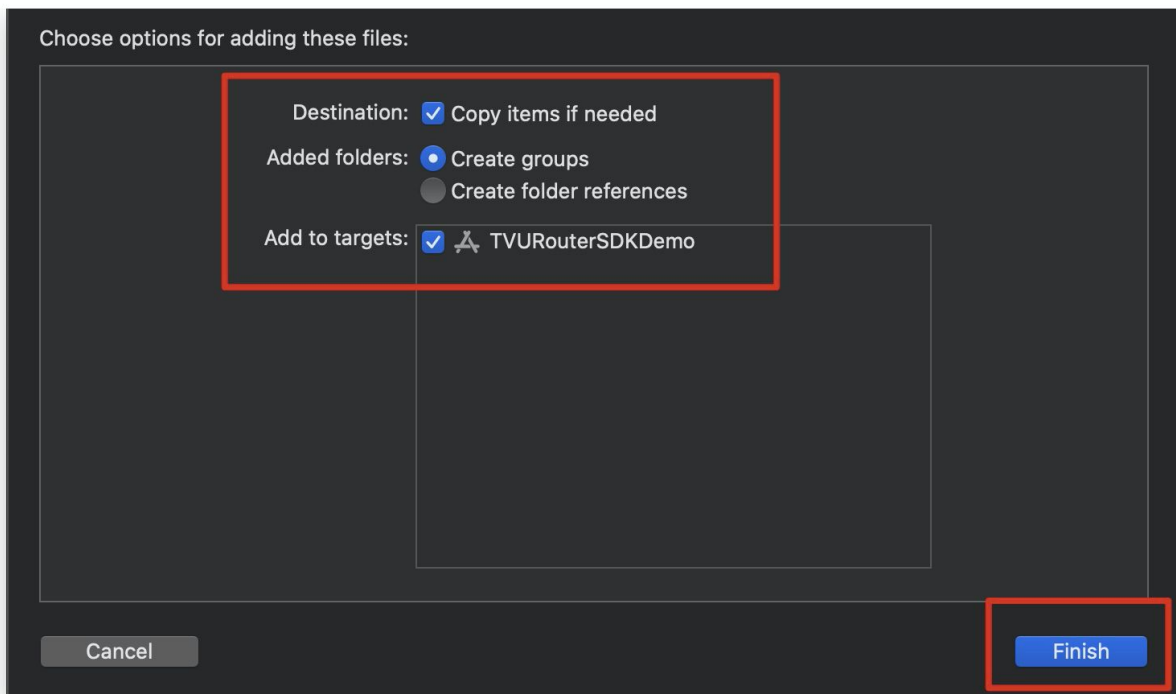 Choose options for adding these files:
Destination: Copy items if needed
Added folders: Create groups
Create folder references
Add to targets: TVURouterSDKDemo
Cancel Finish